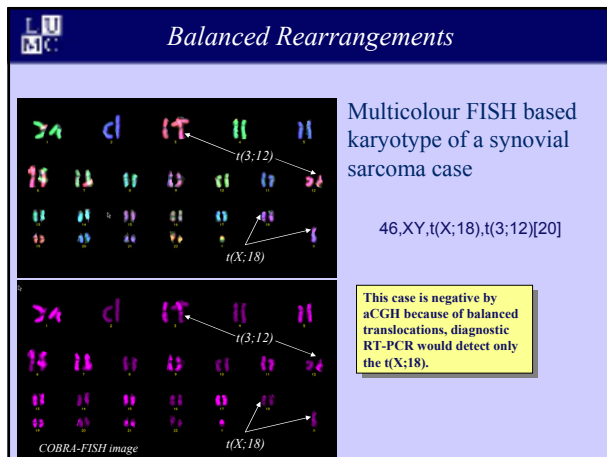 L U
M C
Balanced Rearrangements
Multicolour FISH based
karyotype of a synovial
sarcoma case
46,XY,t(X;18),t(3;12)[20]
This case is negative by
aCGH because of balanced
translocations, diagnostic
RT-PCR would detect only
the t(X;18).
t(3;12)
t(X;18)
t(3;12)
t(X;18)
COBRA-FISH image